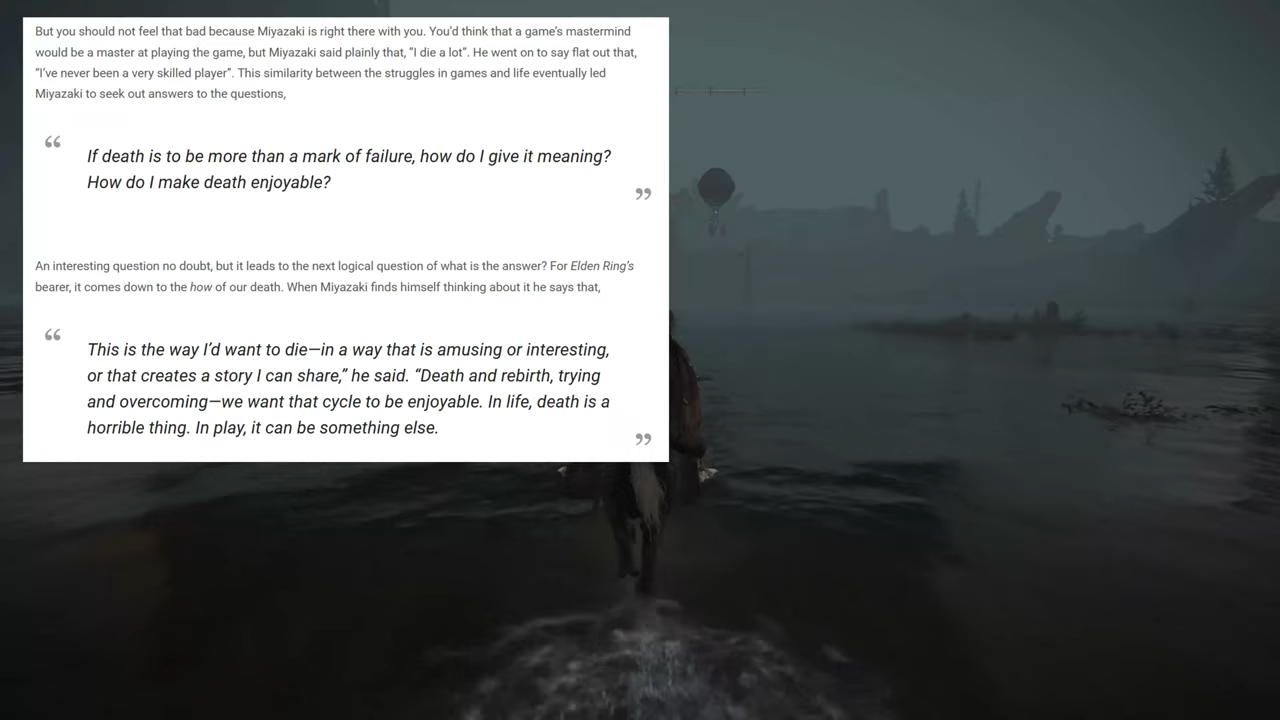 But you should not feel that bad because Miyazaki is right there with you. You'd think that a game's mastermind
would be a master at playing the game, but Miyazaki said plainly that, “I die a lot”. He went on to say flat out that,
“I've never been a very skilled player”. This similarity between the struggles in games and life eventually led
Miyazaki to seek out answers to the questions,
“
If death is to be more than a mark of failure, how do I give it meaning?
How do I make death enjoyable?
”
An interesting question no doubt, but it leads to the next logical question of what is the answer? For Elden Ring's
bearer, it comes down to the how of our death. When Miyazaki finds himself thinking about it he says that,
“
This is the way I'd want to die—in a way that is amusing or interesting,
or that creates a story I can share,” he said. “Death and rebirth, trying
and overcoming—we want that cycle to be enjoyable. In life, death is a
horrible thing. In play, it can be something else.
”